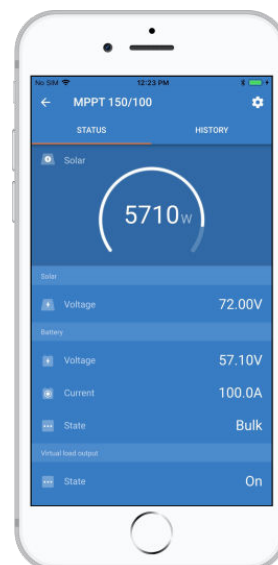 No SIM 12:23 PM
MPPT 150/100
STATUS HISTORY
Solar
5710W
Solar
Voltage 72.00V
Battery
Voltage 57.10V
Current 100.0A
State Bulk
Virtual load output
State On